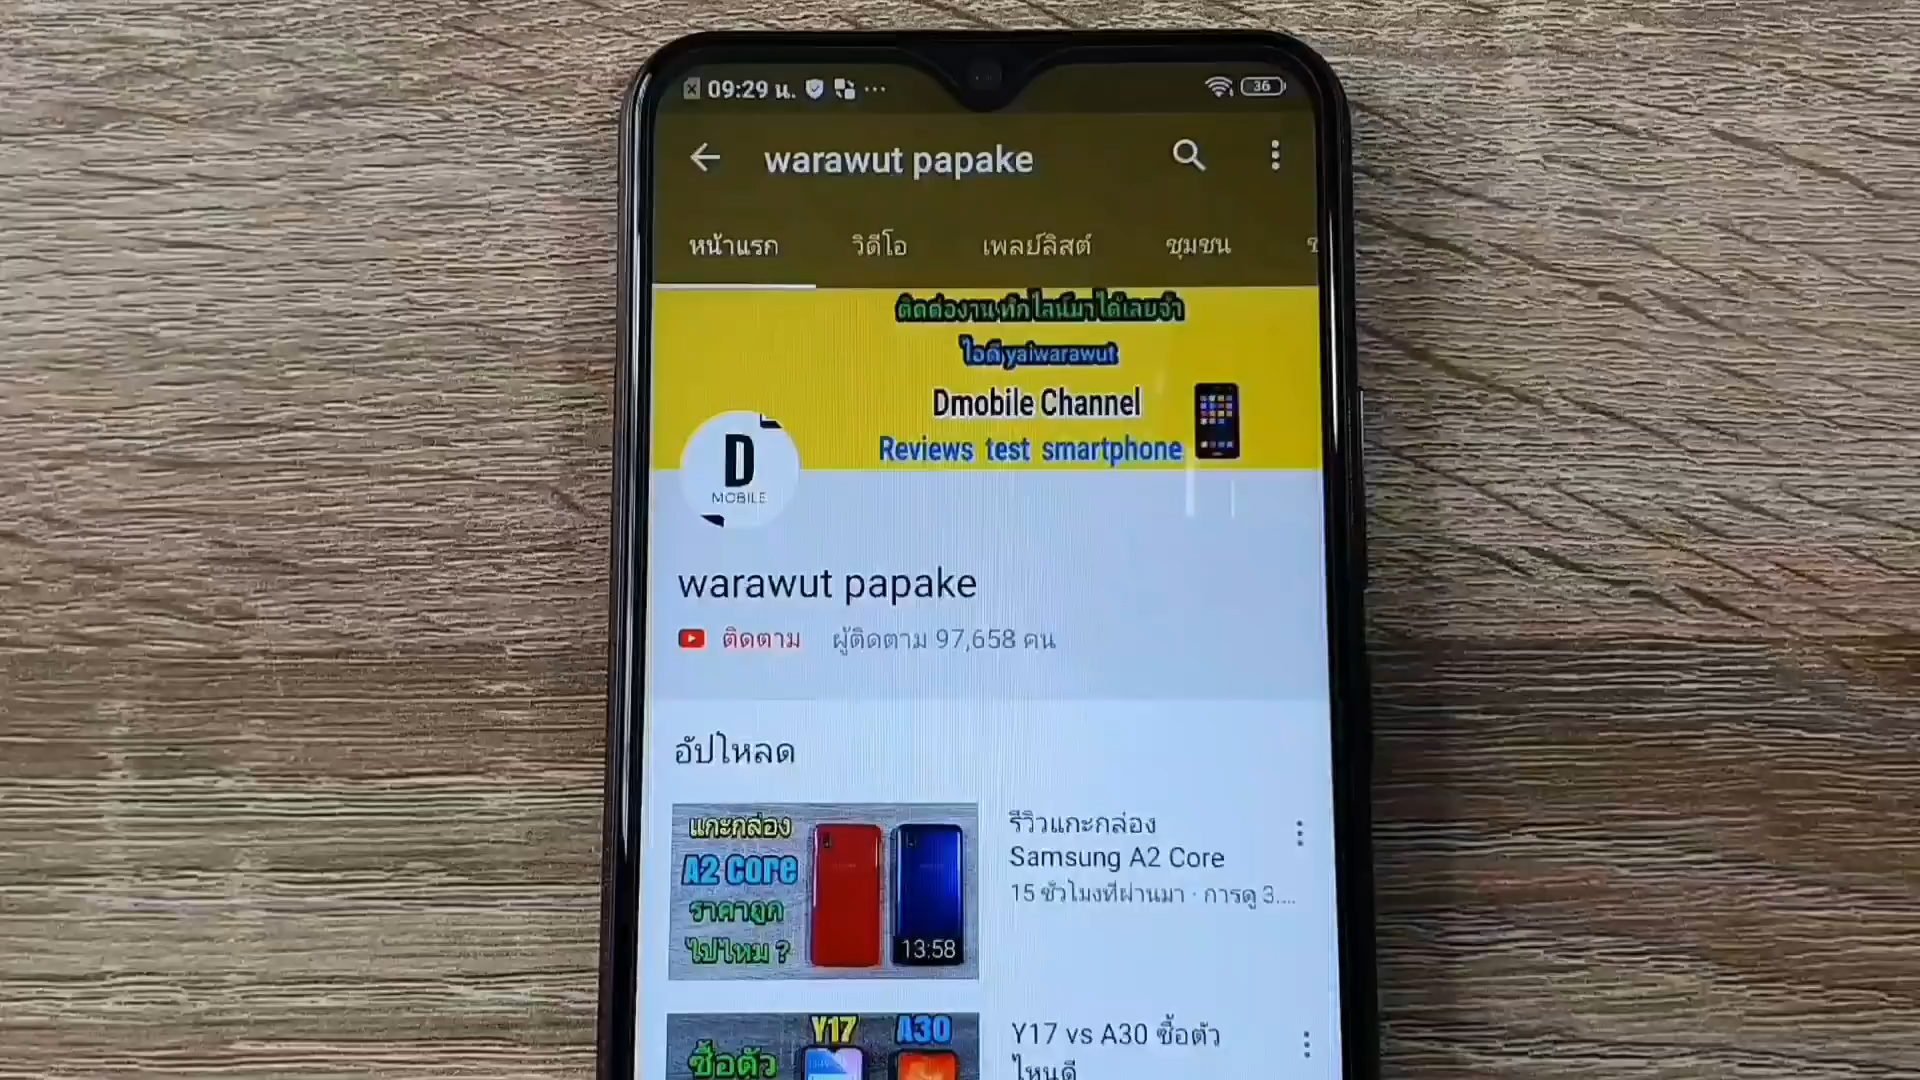 09:29 น. 36
warawut papake
หน้าแรก วิดีโอ เพลย์ลิสต์ ชุมชน
ติดต่องานทักไลน์มาได้เลยจ้า
ไอดีyaiwarawut
Dmobile Channel
Reviews test smartphone
D
MOBILE
warawut papake
ติดตาม ผู้ติดตาม 97,658 คน
อัปโหลด
แกะกล่อง
A2 Core
ราคาถูก
ไปไหม ?
13:58
รีวิวแกะกล่อง
Samsung A2 Core
15 ชั่วโมงที่ผ่านมา · การดู 3....
Y17 A30
ซื้อตัว
Y17 vs A30 ซื้อตัว
ไหนดี